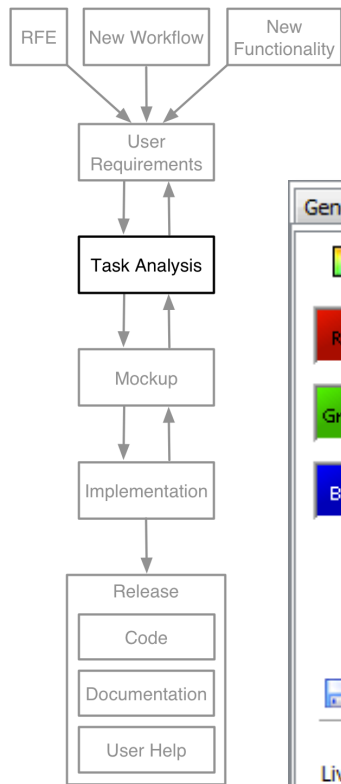 RFE
New Workflow
New
Functionality
User
Requirements
Task Analysis
Mockup
Implementation
Release
Code
Documentation
User Help